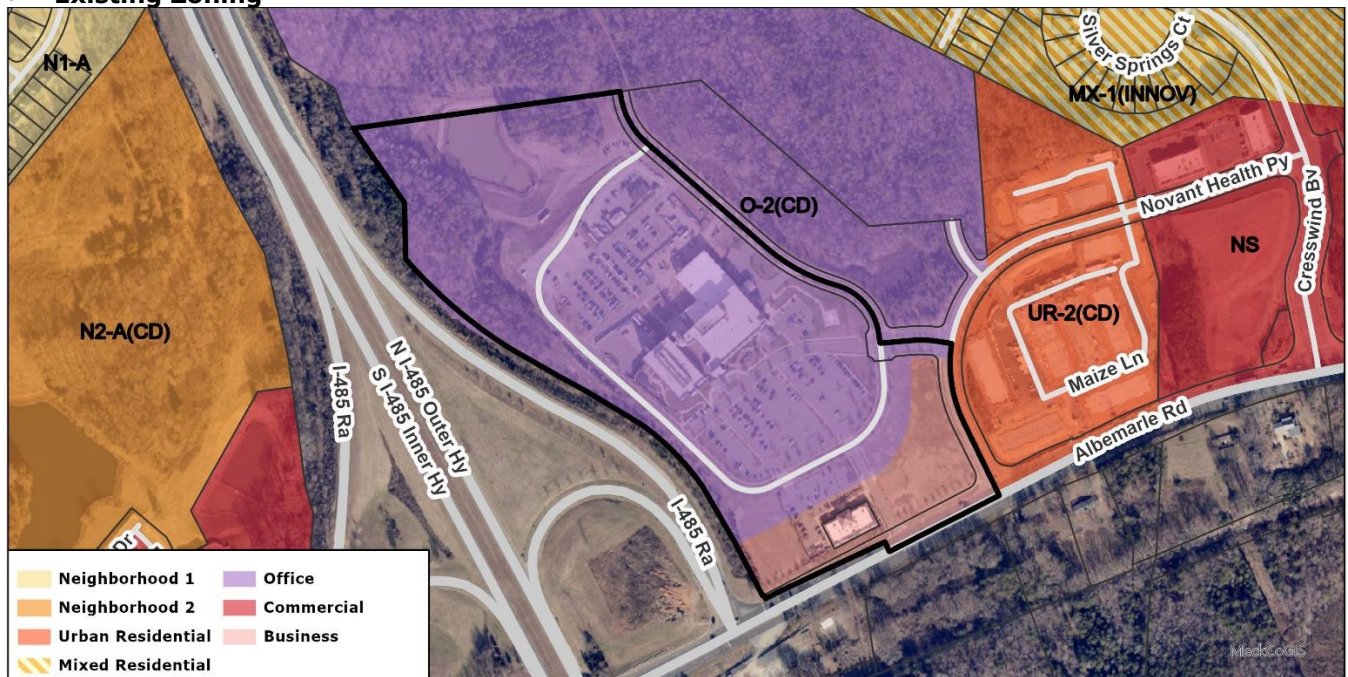 Existing Zoning
N1-A
Silver Springs Ct
MX-1(INNOV)
Novant Health Py
O-2(CD)
Cresswind Bv
NS
N2-A(CD)
UR-2(CD)
Maize Ln
I-485 Ra
N I-485 Outer Hy
S I-485 Inner Hy
Albemarle Rd
I-485 Ra
Dr
Neighborhood 1
Neighborhood 2
Urban Residential
Mixed Residential
Office
Commercial
Business
MeckCoGIS